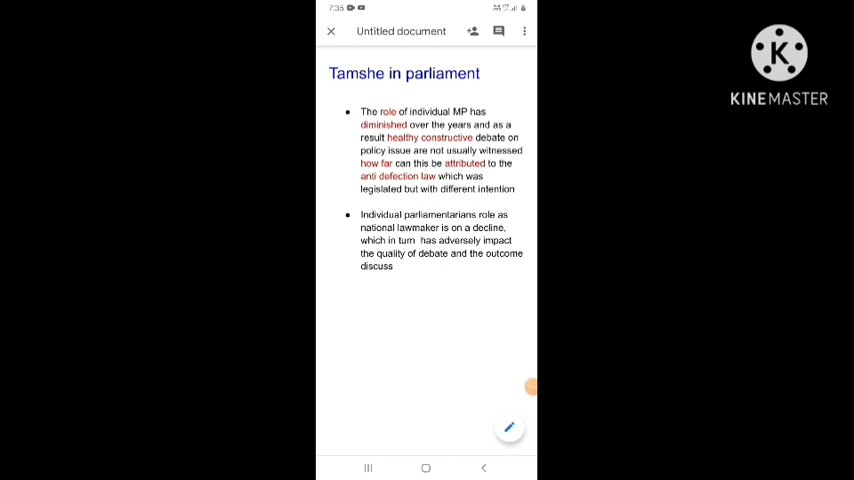 7:35
Untitled document
K
KINEMASTER
Tamshe in parliament
The role of individual MP has
diminished over the years and as a
result healthy constructive debate on
policy issue are not usually witnessed
how far can this be attributed to the
anti defection law which was
legislated but with different intention
Individual parliamentarians role as
national lawmaker is on a decline,
which in turn has adversely impact
the quality of debate and the outcome
discuss